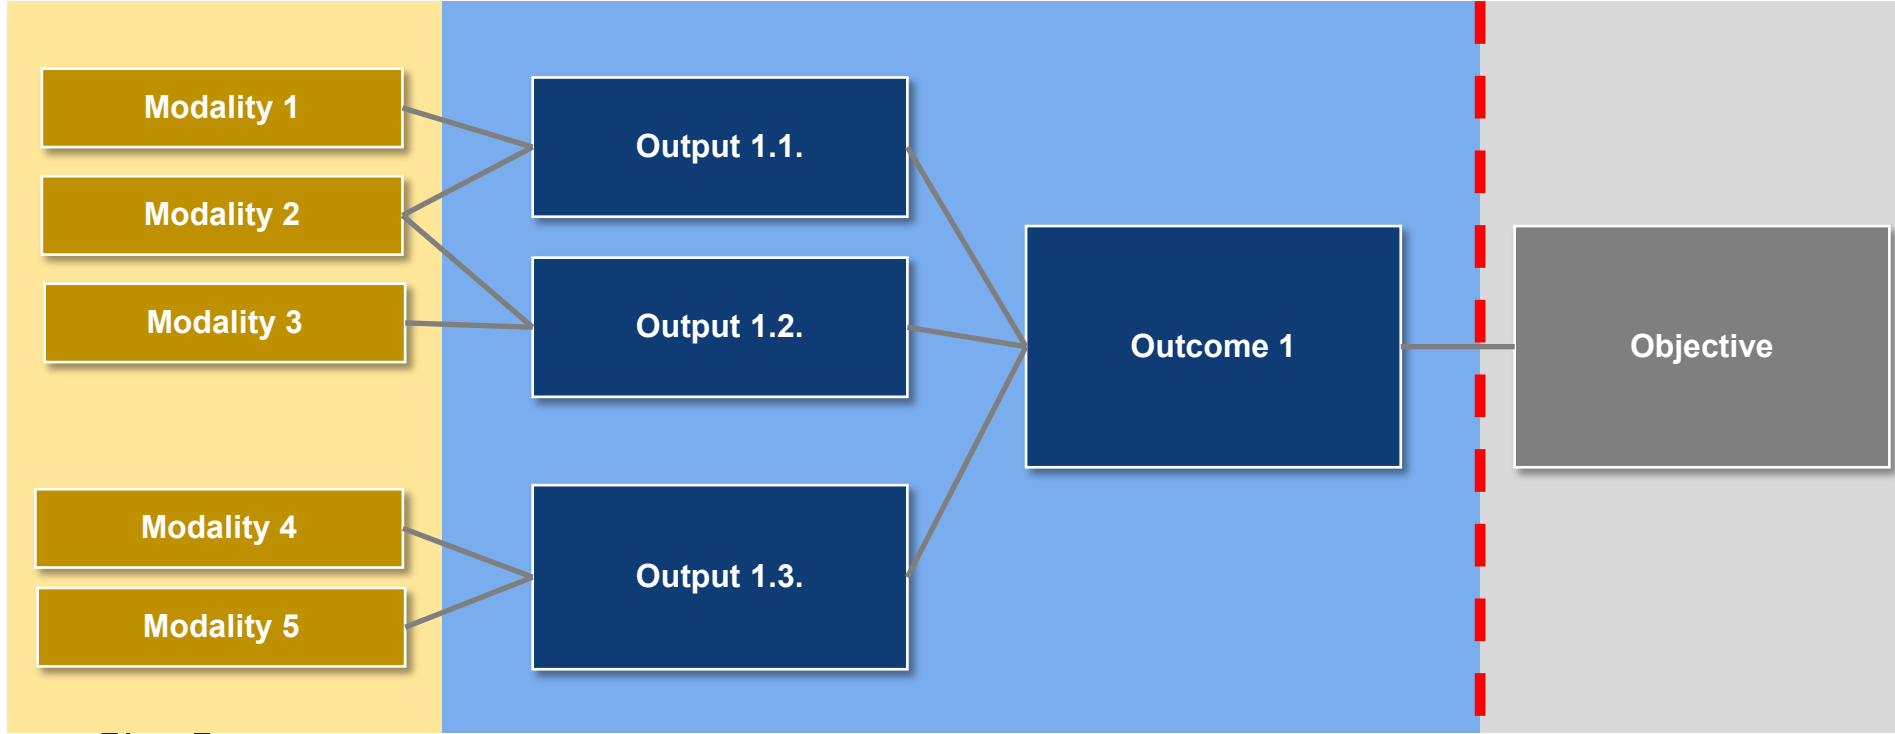 Modality 1
Modality 2
Modality 3
Modality 4
Modality 5
Output 1.1.
Output 1.2.
Output 1.3.
Outcome 1
Objective